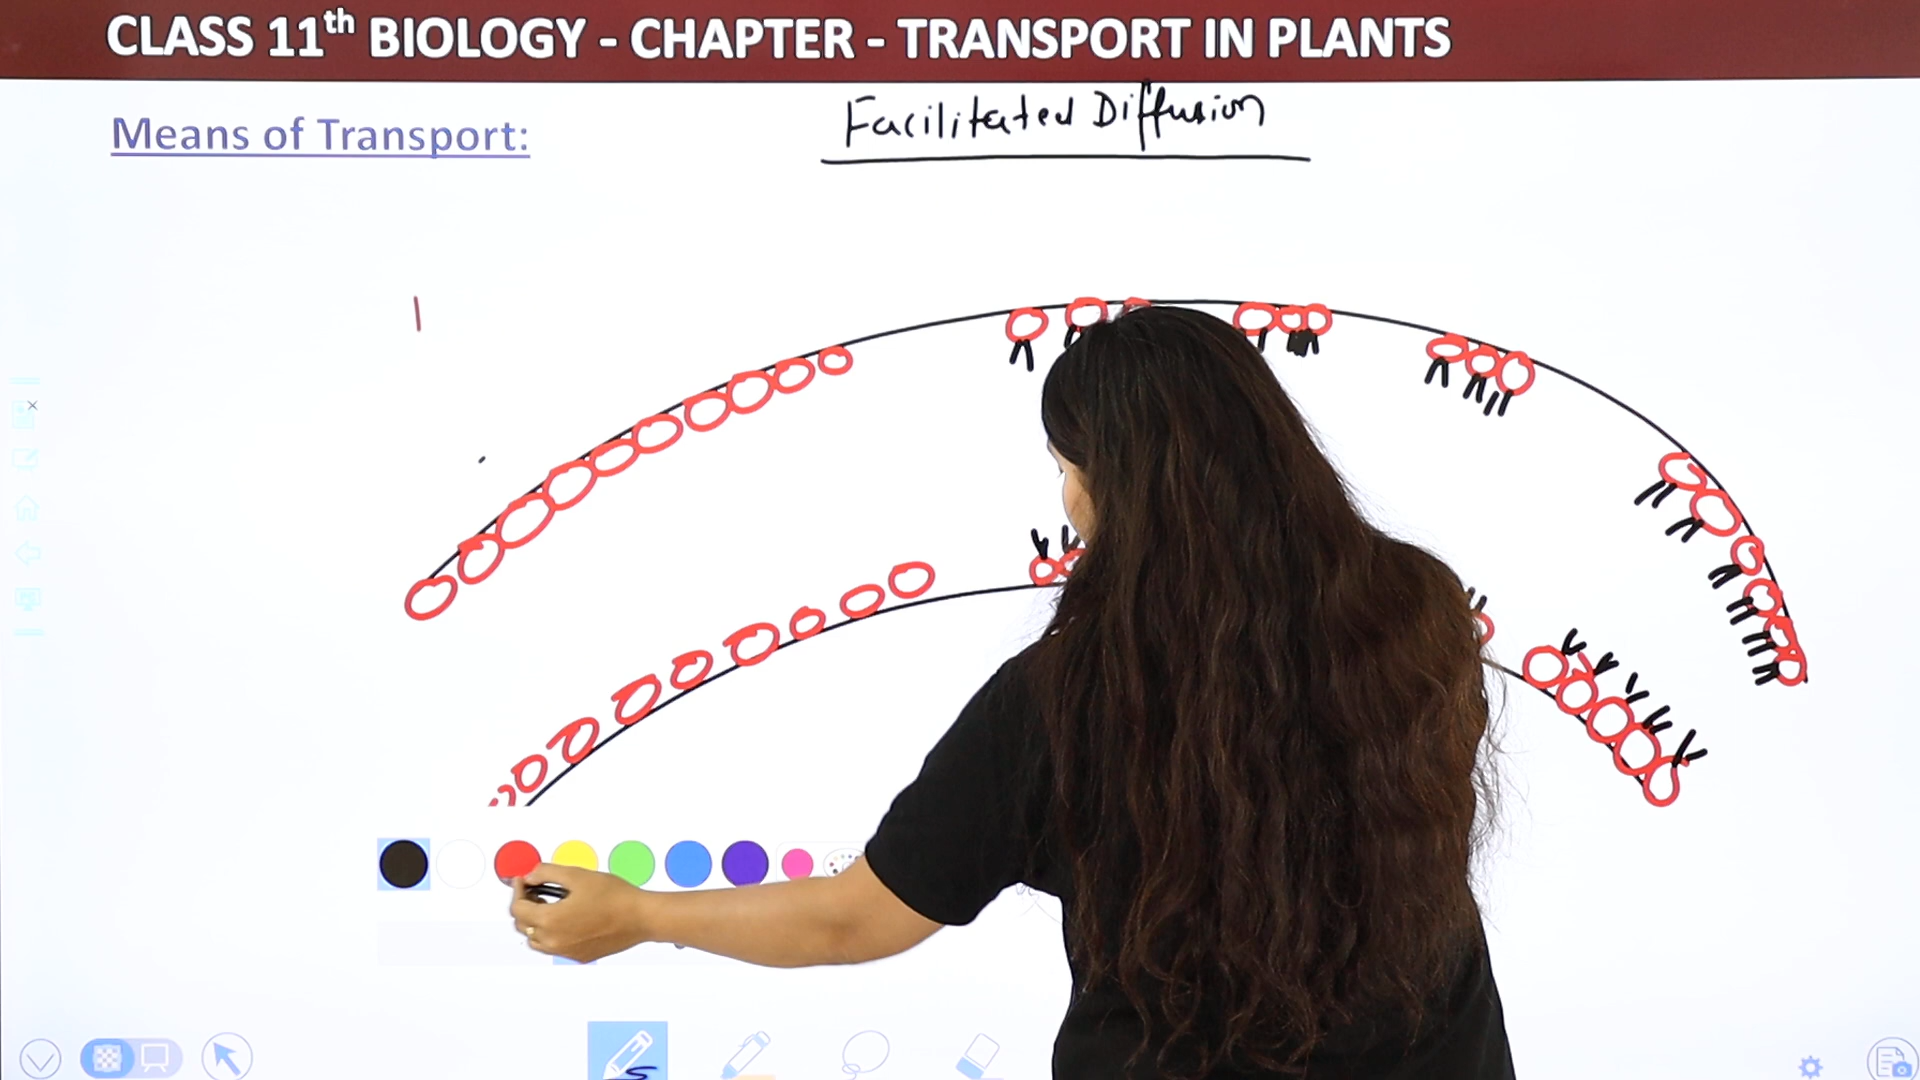 CLASS 11th BIOLOGY - CHAPTER - TRANSPORT IN PLANTS
Means of Transport:
Facilitated Diffusion